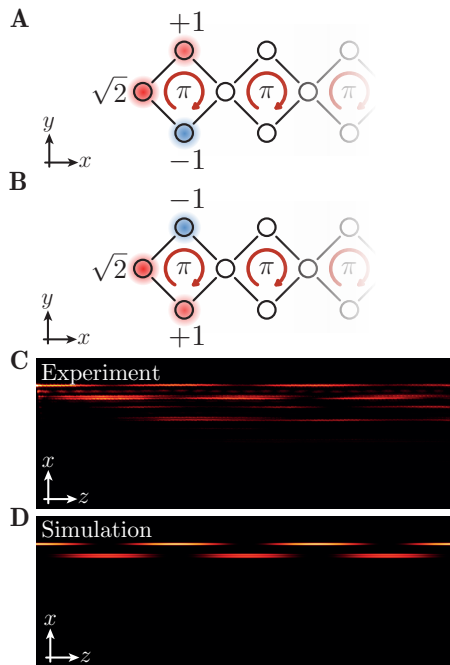 A
+1
√2
π
π
π
y
x
−1
B
−1
√2
π
π
π
y
x
+1
C
Experiment
x
z
D
Simulation
x
z